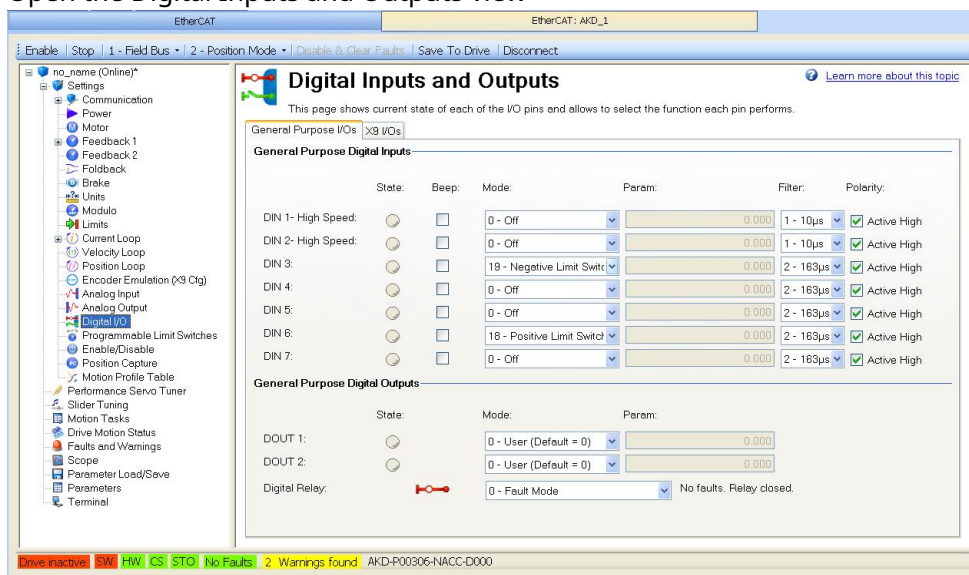 Open the Digital Inputs and Outputs view
EtherCAT
EtherCAT: AKD_1
Enable Stop 1 - Field Bus 2 - Position Mode Disable & Clear Faults Save To Drive Disconnect
no_name (Online)*
Settings
Communication
Power
Motor
Feedback 1
Feedback 2
Foldback
Brake
Units
Modulo
Limits
Current Loop
Velocity Loop
Position Loop
Encoder Emulation (X9 Cfg)
Analog Input
Analog Output
Digital I/O
Programmable Limit Switches
Enable/Disable
Position Capture
Motion Profile Table
Performance Servo Tuner
Slider Tuning
Motion Tasks
Drive Motion Status
Faults and Warnings
Scope
Parameter Load/Save
Parameters
Terminal
Digital Inputs and Outputs
Learn more about this topic
This page shows current state of each of the I/O pins and allows to select the function each pin performs.
General Purpose I/Os X9 I/Os
General Purpose Digital Inputs
State: Beep: Mode: Param: Filter: Polarity:
DIN 1- High Speed: 0 - Off 0.000 1 - 10µs Active High
DIN 2- High Speed: 0 - Off 0.000 1 - 10µs Active High
DIN 3: 19 - Negative Limit Switc 0.000 2 - 163µs Active High
DIN 4: 0 - Off 0.000 2 - 163µs Active High
DIN 5: 0 - Off 0.000 2 - 163µs Active High
DIN 6: 18 - Positive Limit Switch 0.000 2 - 163µs Active High
DIN 7: 0 - Off 0.000 2 - 163µs Active High
General Purpose Digital Outputs
State: Mode: Param:
DOUT 1: 0 - User (Default = 0) 0.000
DOUT 2: 0 - User (Default = 0) 0.000
Digital Relay: 0 - Fault Mode No faults. Relay closed.
Drive inactive SW HW CS STO No Faults 2 Warnings found AKD-P00306-NACC-D000